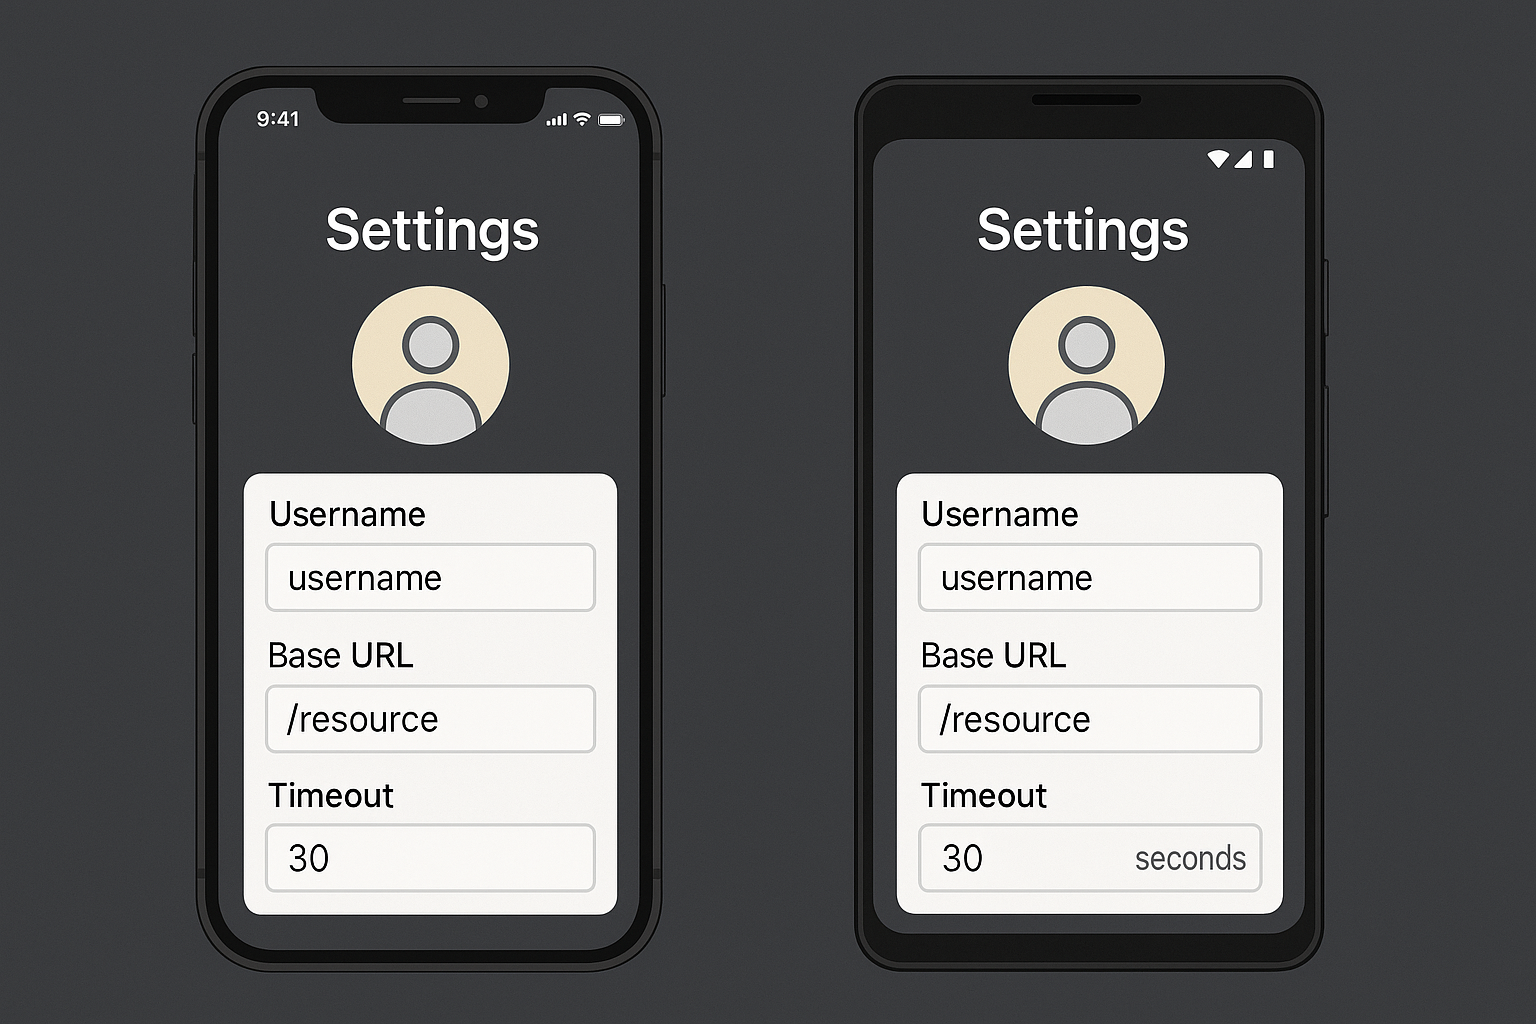 9:41
Settings
Username
username
Base URL
/resource
Timeout
30
Settings
Username
username
Base URL
/resource
Timeout
30 seconds